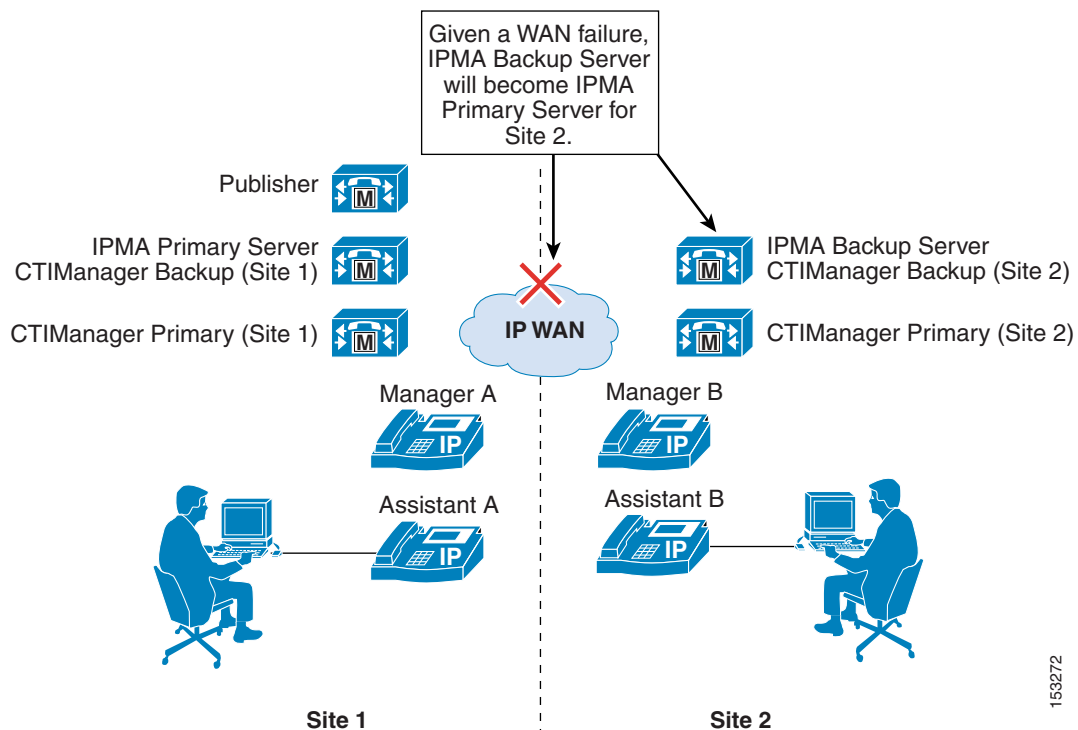 Given a WAN failure,
IPMA Backup Server
will become IPMA
Primary Server for
Site 2.
Publisher
M
IPMA Primary Server
CTIManager Backup (Site 1)
M
M
IPMA Backup Server
CTIManager Backup (Site 2)
CTIManager Primary (Site 1)
M
IP WAN
M
CTIManager Primary (Site 2)
Manager A
IP
Manager B
IP
Assistant A
IP
Assistant B
IP
153272
Site 1
Site 2